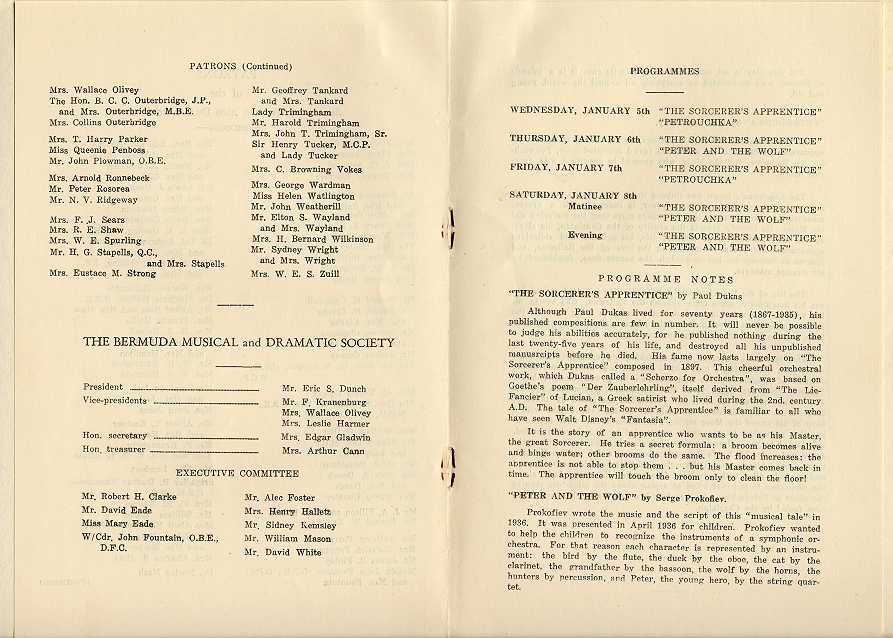 PATRONS (Continued)
Mrs. Wallace Olivey
The Hon. B. C. C. Outerbridge, J.P.,
and Mrs. Outerbridge, M.B.E.
Mrs. Collins Outerbridge
Mrs. T. Harry Parker
Miss Queenie Penboss
Mr. John Plowman, O.B.E.
Mrs. Arnold Ronnebeck
Mr. Peter Rosorea
Mr. N. V. Ridgeway
Mrs. F. J. Sears
Mrs. R. E. Shaw
Mrs. W. E. Spurling
Mr. H. G. Stapells, Q.C.,
and Mrs. Stapells
Mrs. Eustace M. Strong
Mr. Geoffrey Tankard
and Mrs. Tankard
Lady Trimingham
Mr. Harold Trimingham
Mrs. John T. Trimingham, Sr.
Sir Henry Tucker, M.C.P.
and Lady Tucker
Mrs. C. Browning Vokes
Mrs. George Wardman
Miss Helen Watlington
Mr. John Weatherill
Mr. Elton S. Wayland
and Mrs. Wayland
Mrs. H. Bernard Wilkinson
Mr. Sydney Wright
and Mrs. Wright
Mrs. W. E. S. Zuill
THE BERMUDA MUSICAL and DRAMATIC SOCIETY
President Mr. Eric S. Dunch
Vice-presidents Mr. F. Kranenburg
Mrs. Wallace Olivey
Mrs. Leslie Harmer
Hon. secretary Mrs. Edgar Gladwin
Hon. treasurer Mrs. Arthur Cann
EXECUTIVE COMMITTEE
Mr. Robert H. Clarke
Mr. David Eade
Miss Mary Eade
W/Cdr. John Fountain, O.B.E.,
D.F.C.
Mr. Alec Foster
Mrs. Henry Hallett
Mr. Sidney Kemsley
Mr. William Mason
Mr. David White
PROGRAMMES
WEDNESDAY, JANUARY 5th "THE SORCERER'S APPRENTICE"
"PETROUCHKA"
THURSDAY, JANUARY 6th "THE SORCERER'S APPRENTICE"
"PETER AND THE WOLF"
FRIDAY, JANUARY 7th "THE SORCERER'S APPRENTICE"
"PETROUCHKA"
SATURDAY, JANUARY 8th
Matinee "THE SORCERER'S APPRENTICE"
"PETER AND THE WOLF"
Evening "THE SORCERER'S APPRENTICE"
"PETER AND THE WOLF"
PROGRAMME NOTES
"THE SORCERER'S APPRENTICE" by Paul Dukas
Although Paul Dukas lived for seventy years (1867-1935), his
published compositions are few in number. It will never be possible
to judge his abilities accurately, for he published nothing during the
last twenty-five years of his life, and destroyed all his unpublished
manuscripts before he died. His fame now lasts largely on "The
Sorcerer's Apprentice" composed in 1897. This cheerful orchestral
work, which Dukas called a "Scherzo for Orchestra", was based on
Goethe's poem "Der Zauberlehrling", itself derived from "The Lie-
Fancier" of Lucian, a Greek satirist who lived during the 2nd. century
A.D. The tale of "The Sorcerer's Apprentice" is familiar to all who
have seen Walt Disney's "Fantasia".
It is the story of an apprentice who wants to be as his Master,
the great Sorcerer. He tries a secret formula: a broom becomes alive
and bings water; other brooms do the same. The flood increases: the
apprentice is not able to stop them . . . but his Master comes back in
time. The apprentice will touch the broom only to clean the floor!
"PETER AND THE WOLF" by Serge Prokofiev.
Prokofiev wrote the music and the script of this "musical tale" in
1936. It was presented in April 1936 for children. Prokofiev wanted
to help the children to recognize the instruments of a symphonic or-
chestra. For that reason each character is represented by an instru-
ment: the bird by the flute, the duck by the oboe, the cat by the
clarinet, the grandfather by the bassoon, the wolf by the horns, the
hunters by percussion, and Peter, the young hero, by the string quar-
tet.